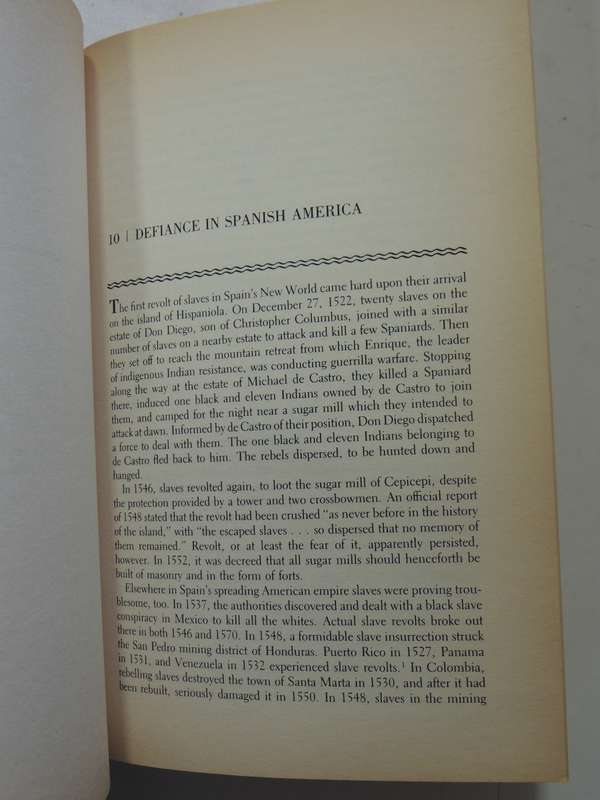 10 | DEFIANCE IN SPANISH AMERICA
The first revolt of slaves in Spain's New World came hard upon their arrival
on the island of Hispaniola. On December 27, 1522, twenty slaves on the
estate of Don Diego, son of Christopher Columbus, joined with a similar
number of slaves on a nearby estate to attack and kill a few Spaniards. Then
they set off to reach the mountain retreat from which Enrique, the leader
of indigenous Indian resistance, was conducting guerrilla warfare. Stopping
along the way at the estate of Michael de Castro, they killed a Spaniard
there, induced one black and eleven Indians owned by de Castro to join
them, and camped for the night near a sugar mill which they intended to
attack at dawn. Informed by de Castro of their position, Don Diego dispatched
a force to deal with them. The one black and eleven Indians belonging to
de Castro fled back to him. The rebels dispersed, to be hunted down and
hanged.
In 1546, slaves revolted again, to loot the sugar mill of Cepicepi, despite
the protection provided by a tower and two crossbowmen. An official report
of 1548 stated that the revolt had been crushed "as never before in the history
of the island," with "the escaped slaves . . . so dispersed that no memory of
them remained." Revolt, or at least the fear of it, apparently persisted,
however. In 1552, it was decreed that all sugar mills should henceforth be
built of masonry and in the form of forts.
Elsewhere in Spain's spreading American empire slaves were proving trou-
blesome, too. In 1537, the authorities discovered and dealt with a black slave
conspiracy in Mexico to kill all the whites. Actual slave revolts broke out
there in both 1546 and 1570. In 1548, a formidable slave insurrection struck
the San Pedro mining district of Honduras. Puerto Rico in 1527, Panama
in 1531, and Venezuela in 1532 experienced slave revolts.¹ In Colombia,
rebelling slaves destroyed the town of Santa Marta in 1530, and after it had
been rebuilt, seriously damaged it in 1550. In 1548, slaves in the mining